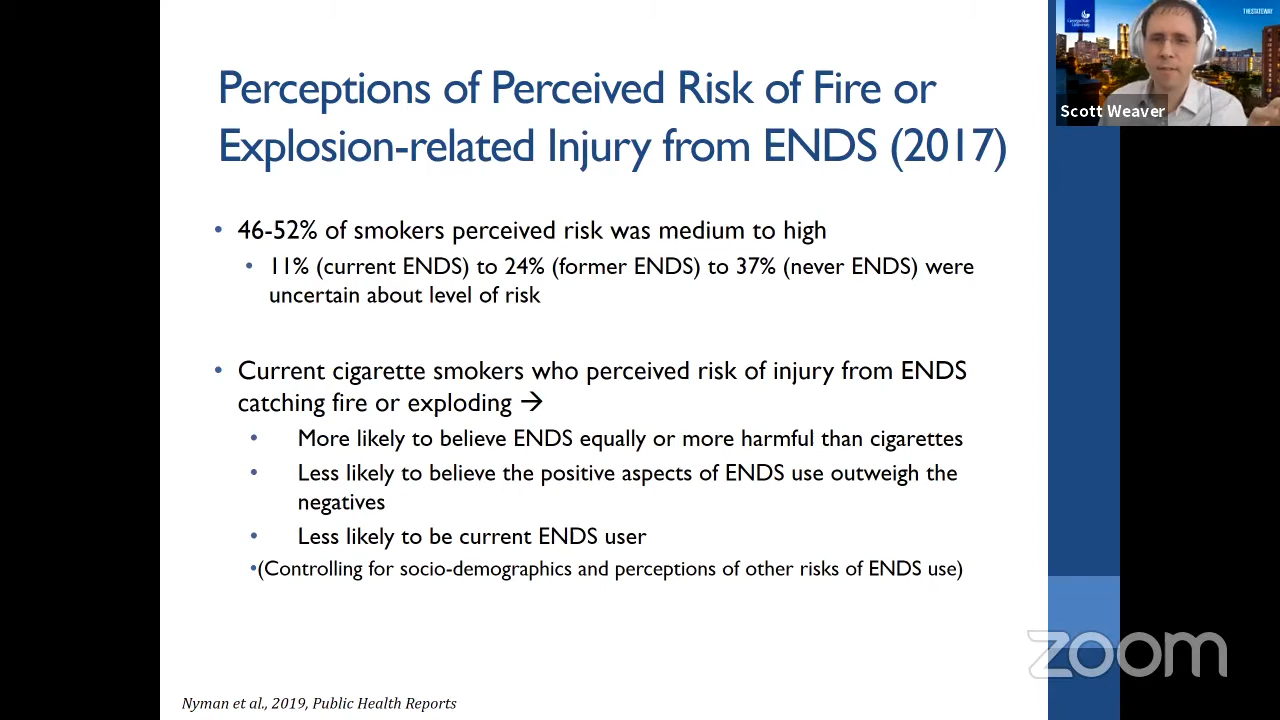 Perceptions of Perceived Risk of Fire or
Explosion-related Injury from ENDS (2017)
• 46-52% of smokers perceived risk was medium to high
• 11% (current ENDS) to 24% (former ENDS) to 37% (never ENDS) were
uncertain about level of risk
• Current cigarette smokers who perceived risk of injury from ENDS
catching fire or exploding →
• More likely to believe ENDS equally or more harmful than cigarettes
• Less likely to believe the positive aspects of ENDS use outweigh the
negatives
• Less likely to be current ENDS user
•(Controlling for socio-demographics and perceptions of other risks of ENDS use)
Nyman et al., 2019, Public Health Reports
GeorgiaState
University
THESTATEWAY
Scott Weaver
zoom